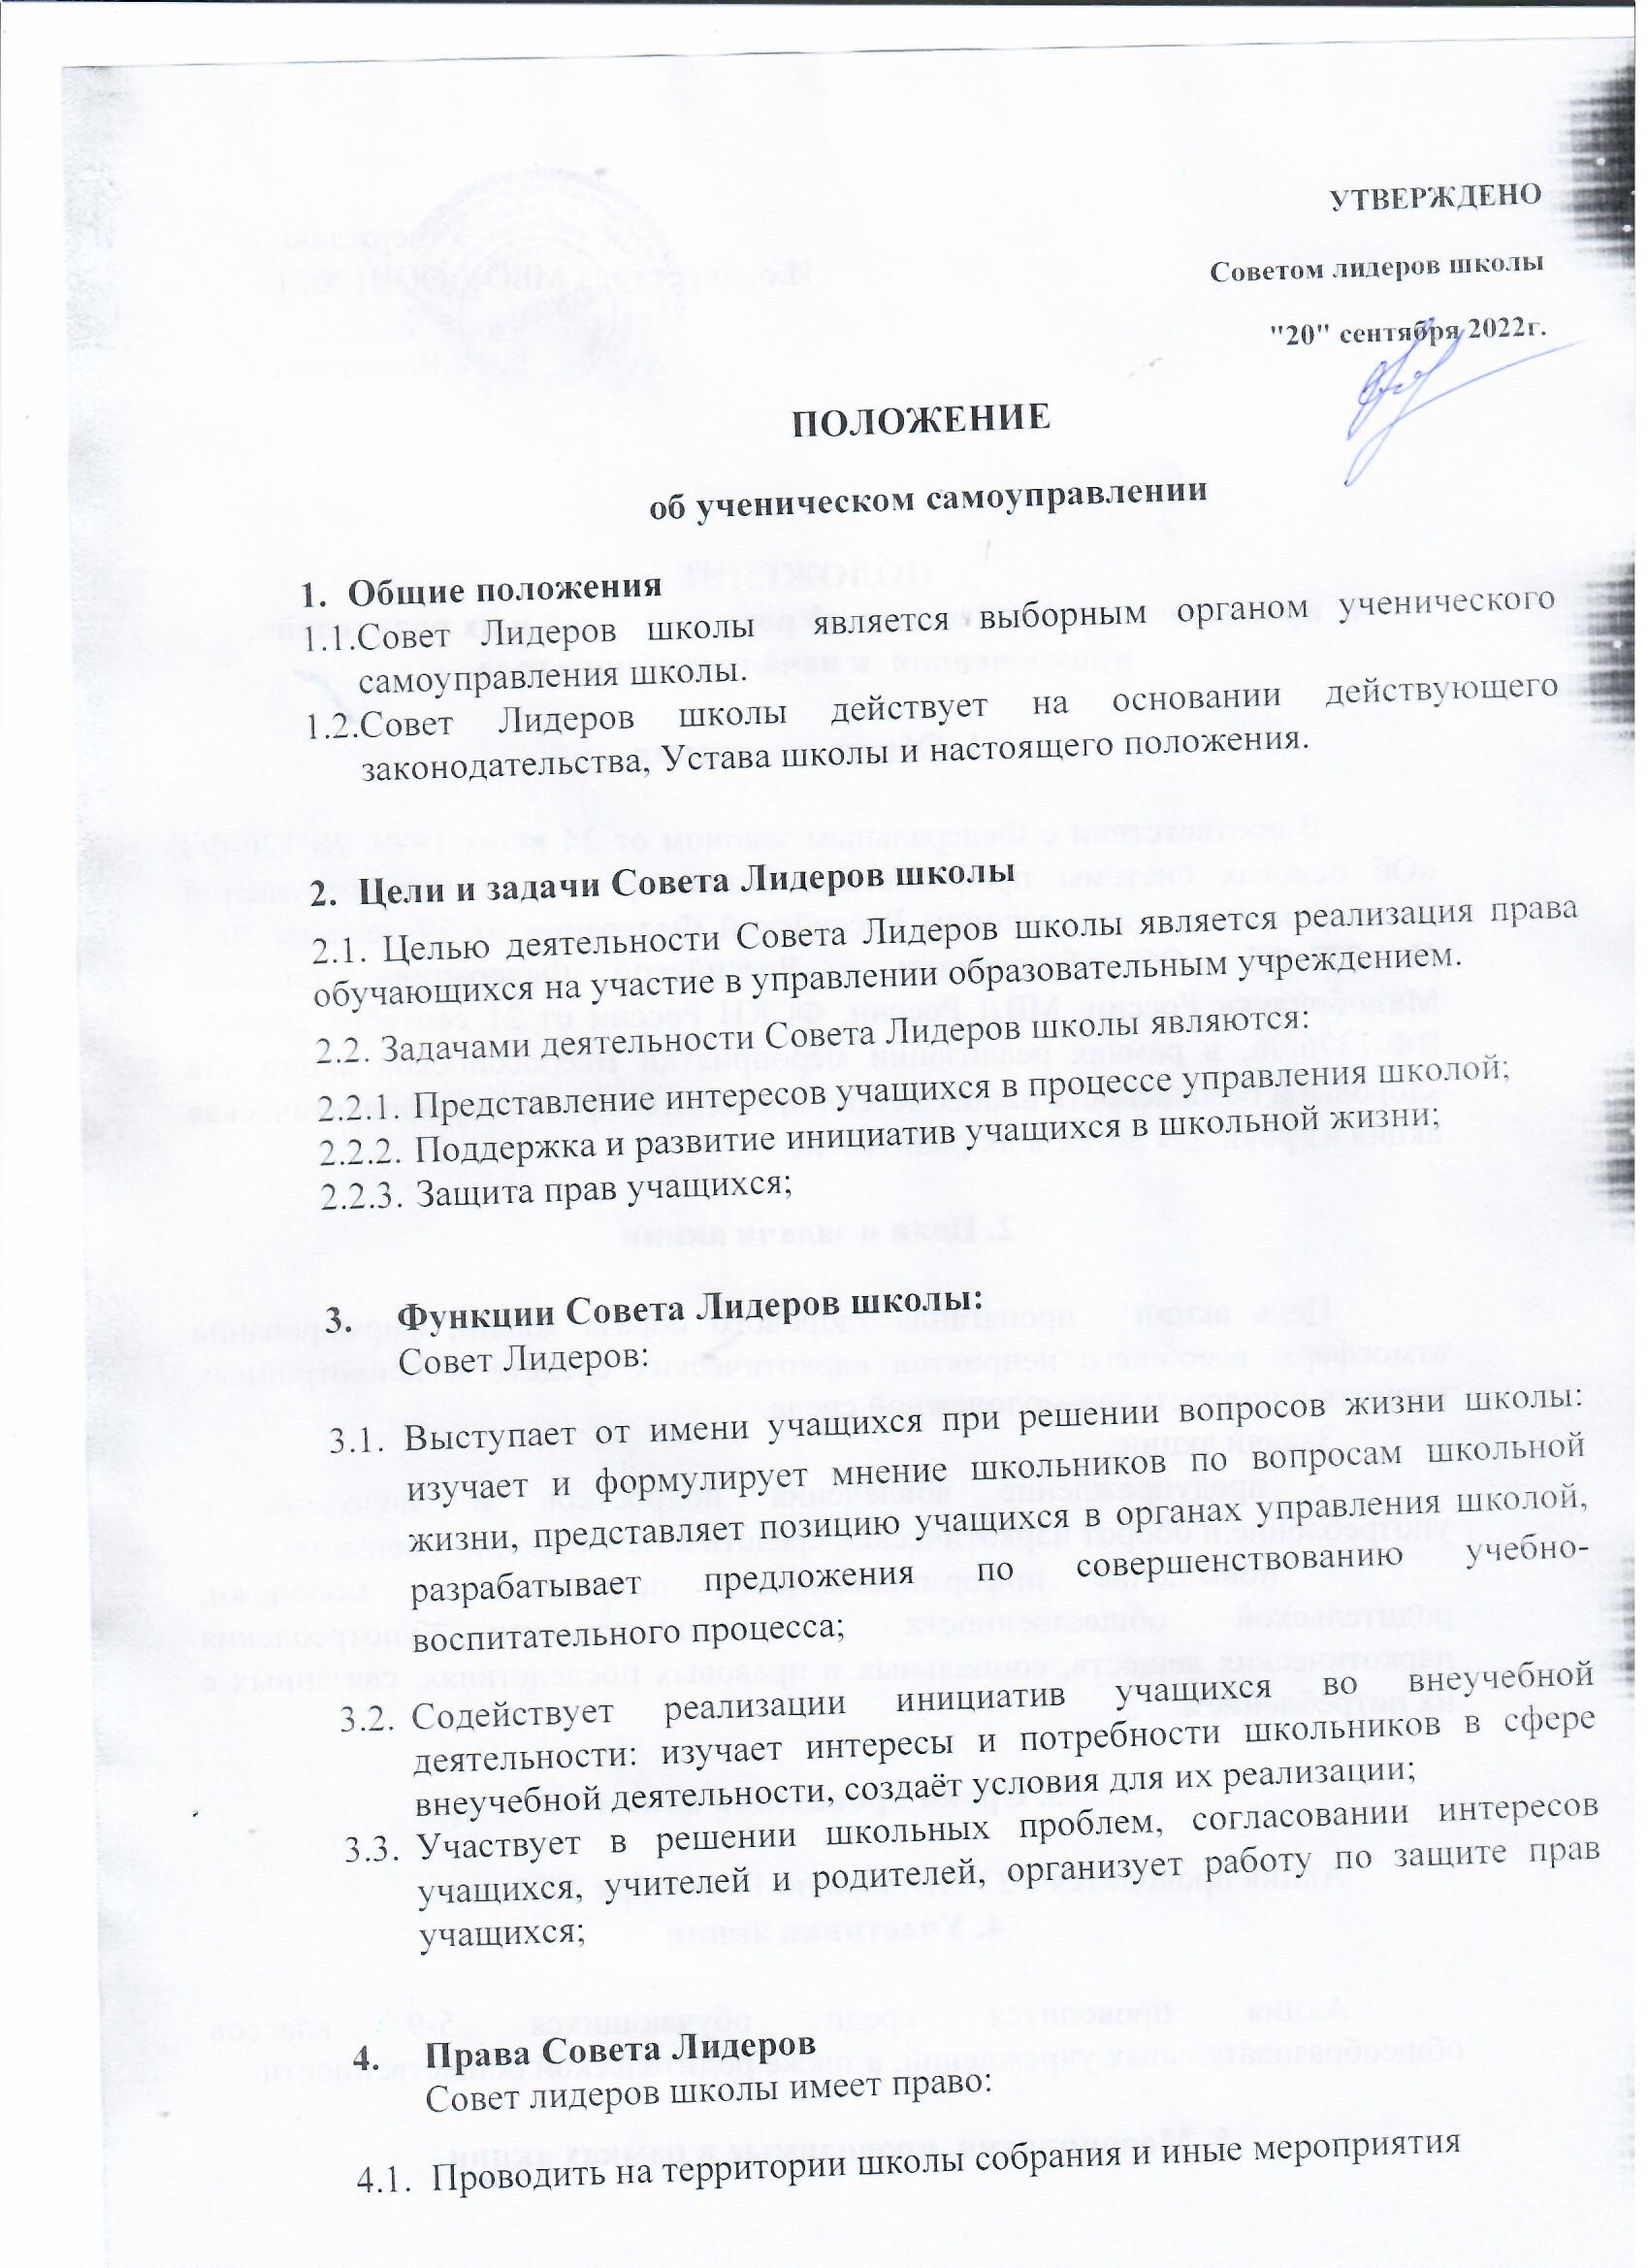 УТВЕРЖДЕНО
Советом лидеров школы
"20" сентября 2022г.
ПОЛОЖЕНИЕ
об ученическом самоуправлении
1. Общие положения
1.1.Совет Лидеров школы является выборным органом ученического
самоуправления школы.
1.2.Совет Лидеров школы действует на основании действующего
законодательства, Устава школы и настоящего положения.
2. Цели и задачи Совета Лидеров школы
2.1. Целью деятельности Совета Лидеров школы является реализация права
обучающихся на участие в управлении образовательным учреждением.
2.2. Задачами деятельности Совета Лидеров школы являются:
2.2.1. Представление интересов учащихся в процессе управления школой;
2.2.2. Поддержка и развитие инициатив учащихся в школьной жизни;
2.2.3. Защита прав учащихся;
3. Функции Совета Лидеров школы:
Совет Лидеров:
3.1. Выступает от имени учащихся при решении вопросов жизни школы:
изучает и формулирует мнение школьников по вопросам школьной
жизни, представляет позицию учащихся в органах управления школой,
разрабатывает предложения по совершенствованию учебно-
воспитательного процесса;
3.2. Содействует реализации инициатив учащихся во внеучебной
деятельности: изучает интересы и потребности школьников в сфере
внеучебной деятельности, создаёт условия для их реализации;
3.3. Участвует в решении школьных проблем, согласовании интересов
учащихся, учителей и родителей, организует работу по защите прав
учащихся;
4. Права Совета Лидеров
Совет лидеров школы имеет право:
4.1. Проводить на территории школы собрания и иные мероприятия